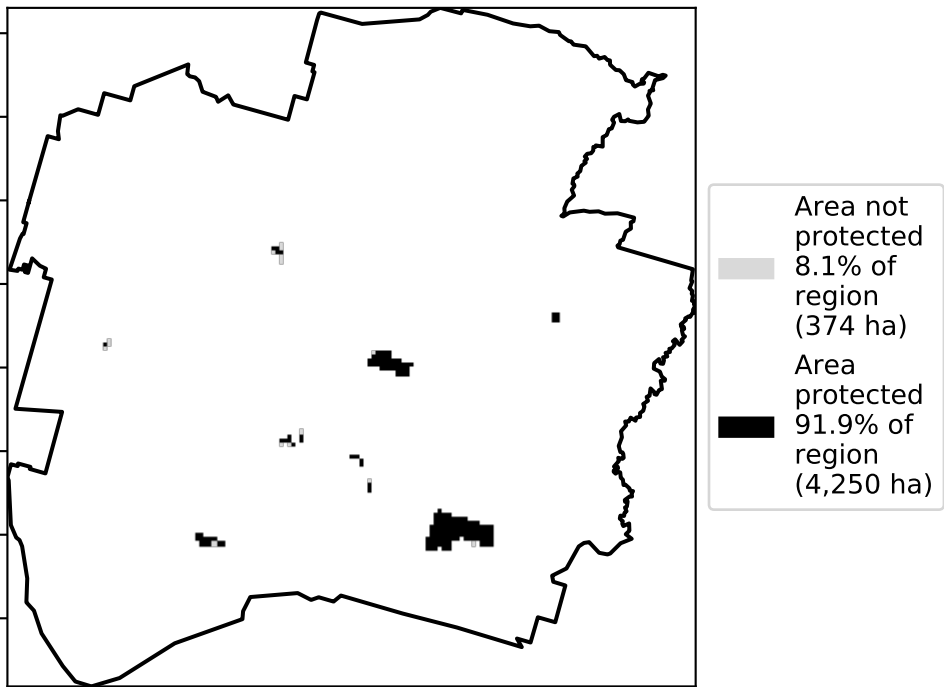 Area not
protected
8.1% of
region
(374 ha)
Area
protected
91.9% of
region
(4,250 ha)